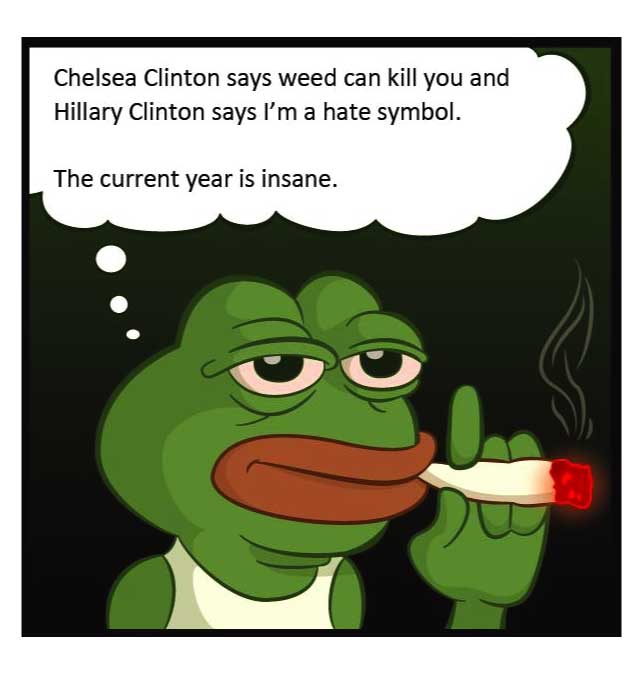 Chelsea Clinton says weed can kill you and
Hillary Clinton says I’m a hate symbol.
The current year is insane.